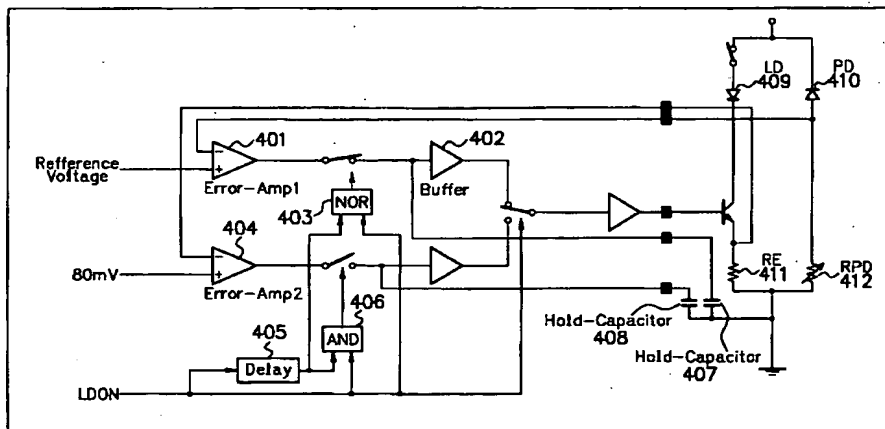 LD
409
PD
410
401
402
Refference
Voltage
Error-Amp1
Buffer
403
NOR
404
80mV
Error-Amp2
406
405
AND
Delay
LDON
RE
411
RPD
412
Hold-Capacitor
408
Hold-Capacitor
407